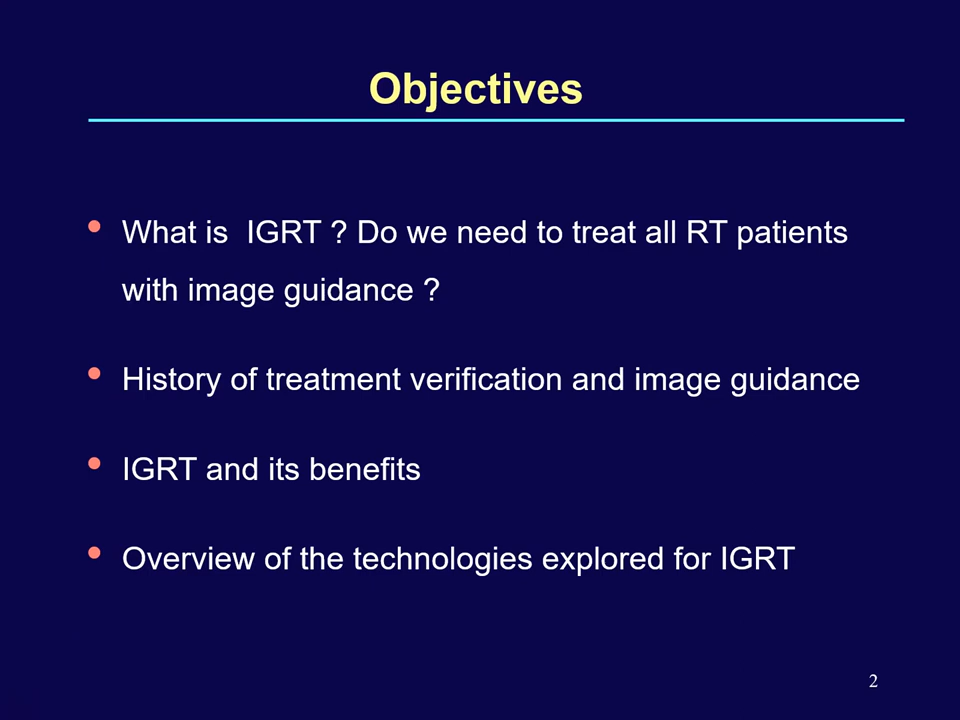 Objectives
• What is  IGRT ? Do we need to treat all RT patients
with image guidance ?
• History of treatment verification and image guidance
• IGRT and its benefits
• Overview of the technologies explored for IGRT
2